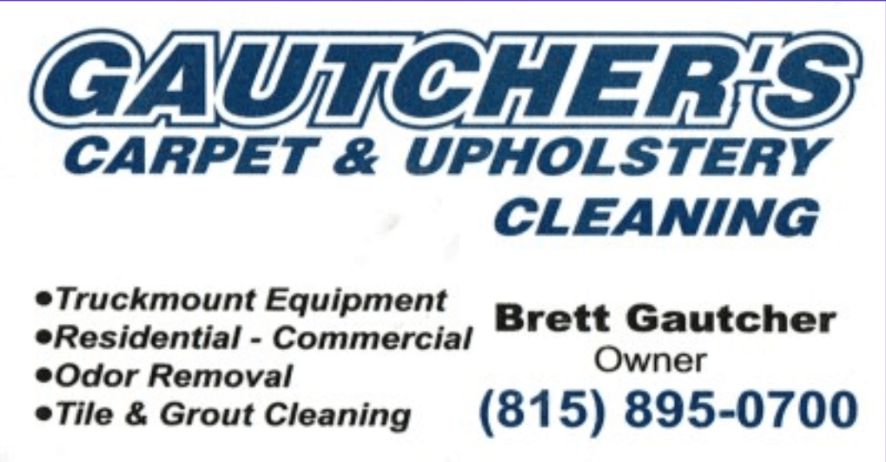 GAUTCHER'S
CARPET & UPHOLSTERY
CLEANING
•Truckmount Equipment
•Residential - Commercial
•Odor Removal
•Tile & Grout Cleaning
Brett Gautcher
Owner
(815) 895-0700